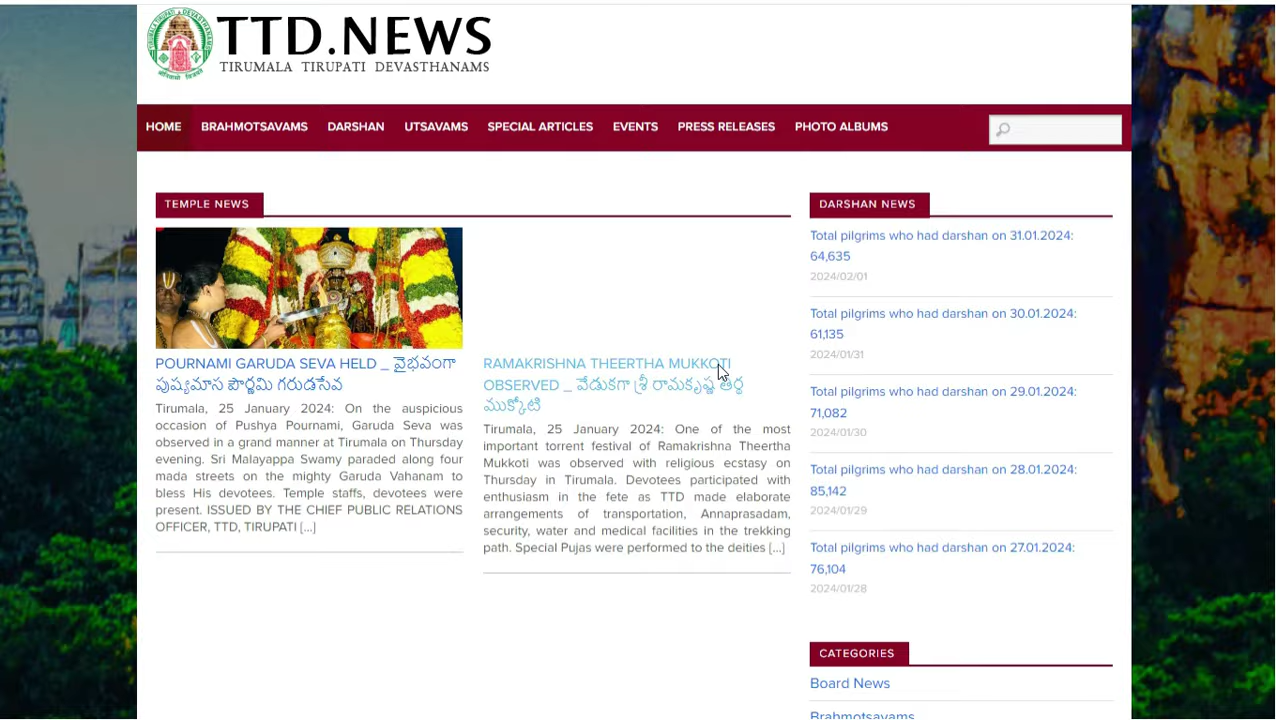 TTD.NEWS
TIRUMALA TIRUPATI DEVASTHANAMS
HOME BRAHMOTSAVAMS DARSHAN UTSAVAMS SPECIAL ARTICLES EVENTS PRESS RELEASES PHOTO ALBUMS
TEMPLE NEWS
POURNAMI GARUDA SEVA HELD _ వైభవంగా
పుష్యమాస పౌర్ణమి గరుడసేవ
Tirumala, 25 January 2024: On the auspicious
occasion of Pushya Pournami, Garuda Seva was
observed in a grand manner at Tirumala on Thursday
evening. Sri Malayappa Swamy paraded along four
mada streets on the mighty Garuda Vahanam to
bless His devotees. Temple staffs, devotees were
present. ISSUED BY THE CHIEF PUBLIC RELATIONS
OFFICER, TTD, TIRUPATI [...]
RAMAKRISHNA THEERTHA MUKKOTI
OBSERVED _ వేడుకగా శ్రీ రామకృష్ణ తీర్థ
ముక్కోటి
Tirumala, 25 January 2024: One of the most
important torrent festival of Ramakrishna Theertha
Mukkoti was observed with religious ecstasy on
Thursday in Tirumala. Devotees participated with
enthusiasm in the fete as TTD made elaborate
arrangements of transportation, Annaprasadam,
security, water and medical facilities in the trekking
path. Special Pujas were performed to the deities [...]
DARSHAN NEWS
Total pilgrims who had darshan on 31.01.2024:
64,635
2024/02/01
Total pilgrims who had darshan on 30.01.2024:
61,135
2024/01/31
Total pilgrims who had darshan on 29.01.2024:
71,082
2024/01/30
Total pilgrims who had darshan on 28.01.2024:
85,142
2024/01/29
Total pilgrims who had darshan on 27.01.2024:
76,104
2024/01/28
CATEGORIES
Board News
Brahmotsavams